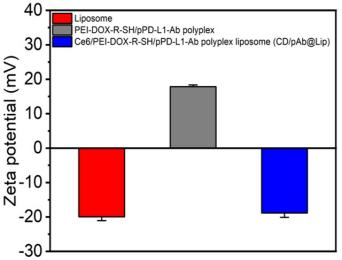 40
30
20
10
0
-10
-20
-30
Zeta potential (mV)
Liposome
PEI-DOX-R-SH/pPD-L1-Ab polyplex
Ce6/PEI-DOX-R-SH/pPD-L1-Ab polyplex liposome (CD/pAb@Lip)